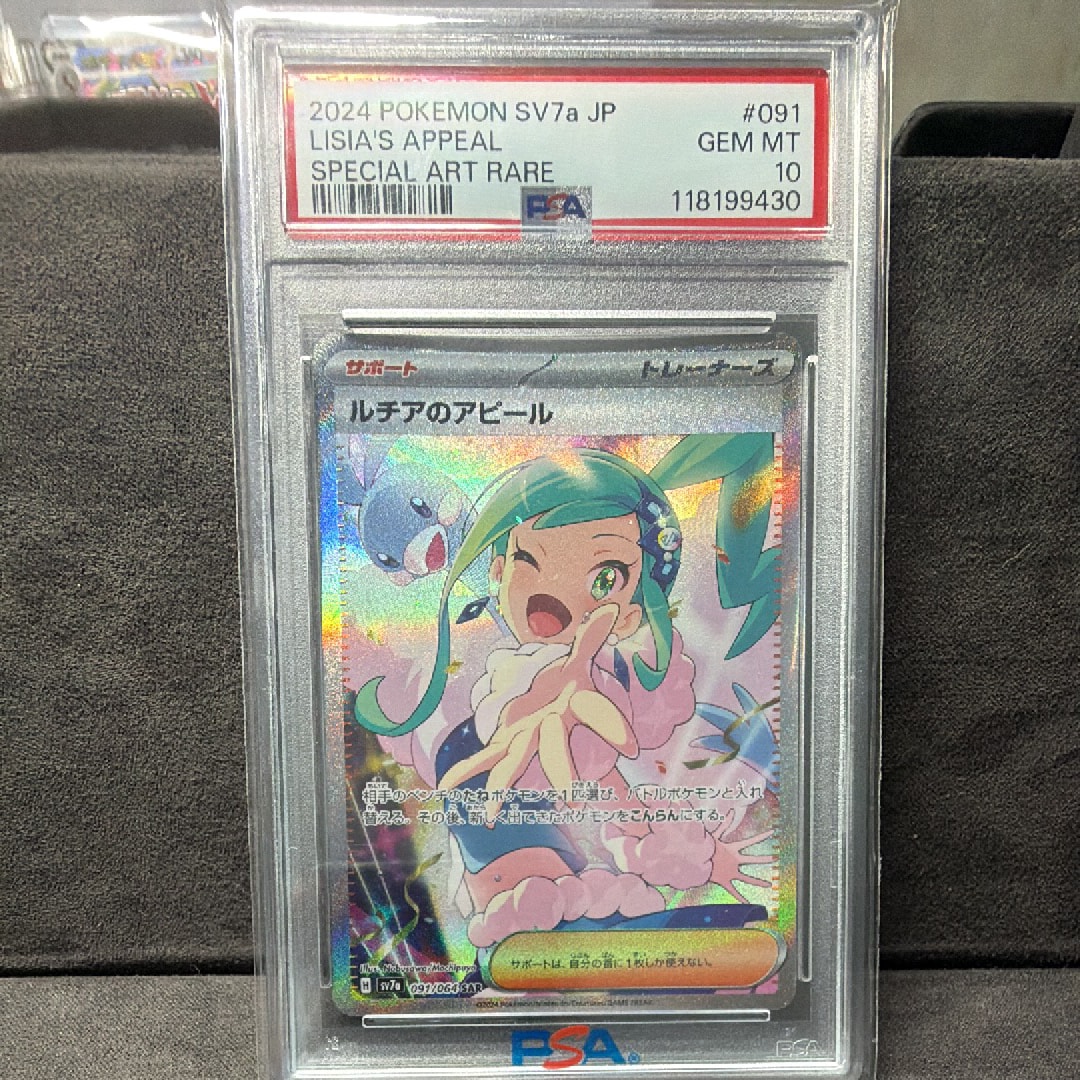 2024 POKEMON SV7a JP #091
LISIA'S APPEAL GEM MT
SPECIAL ART RARE 10
118199430
PSA
サポート トレーナーズ
ルチアのアピール
相手のベンチのたねポケモンを1匹選び、バトルポケモンと入れ
替える。その後、新しく出てきたポケモンをこんらんにする。
サポートは、自分の番に1枚しか使えない。
Illus.
H SV7a 091/064 SAR
PSA
PSA